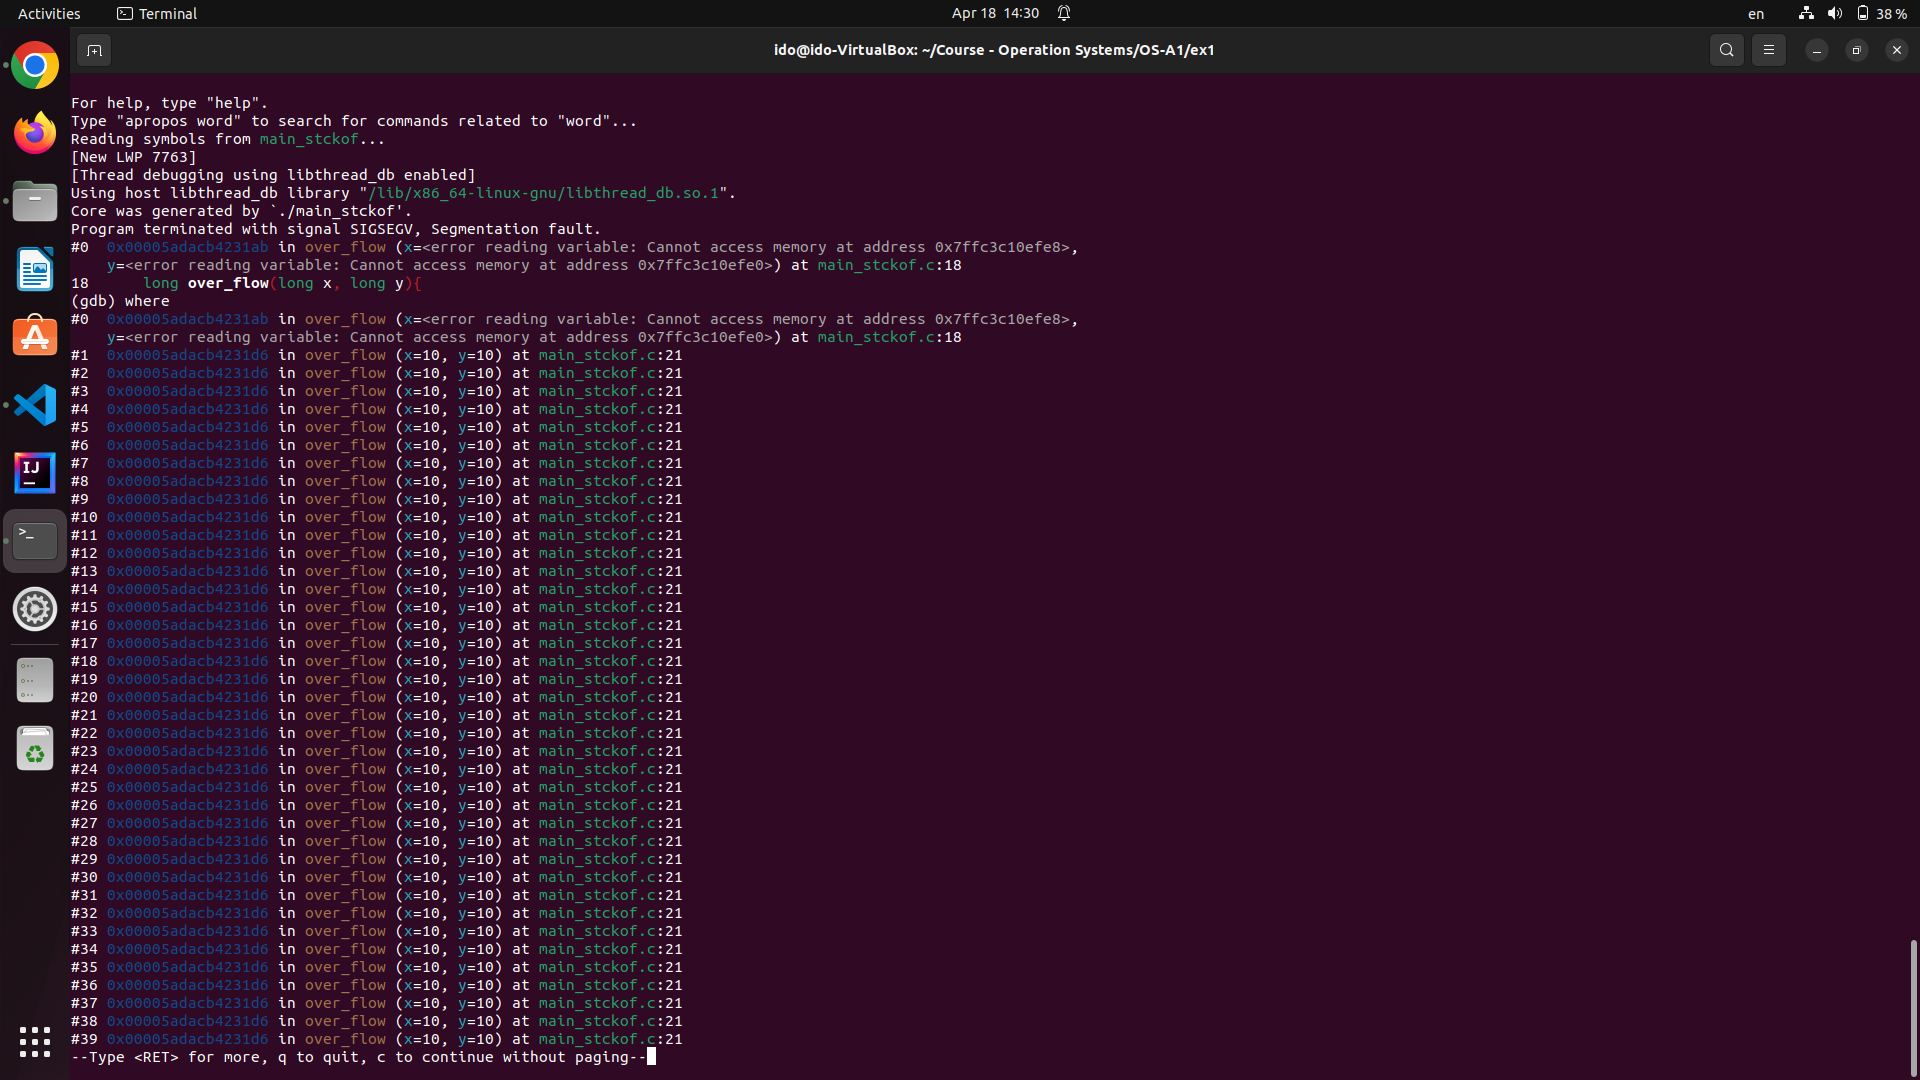 Activities
Terminal
Apr 18 14:30
en
38 %
ido@ido-VirtualBox: ~/Course - Operation Systems/OS-A1/ex1
For help, type "help".
Type "apropos word" to search for commands related to "word"...
Reading symbols from main_stckof...
[New LWP 7763]
[Thread debugging using libthread_db enabled]
Using host libthread_db library "/lib/x86_64-linux-gnu/libthread_db.so.1".
Core was generated by `./main_stckof'.
Program terminated with signal SIGSEGV, Segmentation fault.
#0  0x00005adacb4231ab in over_flow (x=<error reading variable: Cannot access memory at address 0x7ffc3c10efe8>,
    y=<error reading variable: Cannot access memory at address 0x7ffc3c10efe0>) at main_stckof.c:18
18      long over_flow(long x, long y){
(gdb) where
#0  0x00005adacb4231ab in over_flow (x=<error reading variable: Cannot access memory at address 0x7ffc3c10efe8>,
    y=<error reading variable: Cannot access memory at address 0x7ffc3c10efe0>) at main_stckof.c:18
#1  0x00005adacb4231d6 in over_flow (x=10, y=10) at main_stckof.c:21
#2  0x00005adacb4231d6 in over_flow (x=10, y=10) at main_stckof.c:21
#3  0x00005adacb4231d6 in over_flow (x=10, y=10) at main_stckof.c:21
#4  0x00005adacb4231d6 in over_flow (x=10, y=10) at main_stckof.c:21
#5  0x00005adacb4231d6 in over_flow (x=10, y=10) at main_stckof.c:21
#6  0x00005adacb4231d6 in over_flow (x=10, y=10) at main_stckof.c:21
#7  0x00005adacb4231d6 in over_flow (x=10, y=10) at main_stckof.c:21
#8  0x00005adacb4231d6 in over_flow (x=10, y=10) at main_stckof.c:21
#9  0x00005adacb4231d6 in over_flow (x=10, y=10) at main_stckof.c:21
#10 0x00005adacb4231d6 in over_flow (x=10, y=10) at main_stckof.c:21
#11 0x00005adacb4231d6 in over_flow (x=10, y=10) at main_stckof.c:21
#12 0x00005adacb4231d6 in over_flow (x=10, y=10) at main_stckof.c:21
#13 0x00005adacb4231d6 in over_flow (x=10, y=10) at main_stckof.c:21
#14 0x00005adacb4231d6 in over_flow (x=10, y=10) at main_stckof.c:21
#15 0x00005adacb4231d6 in over_flow (x=10, y=10) at main_stckof.c:21
#16 0x00005adacb4231d6 in over_flow (x=10, y=10) at main_stckof.c:21
#17 0x00005adacb4231d6 in over_flow (x=10, y=10) at main_stckof.c:21
#18 0x00005adacb4231d6 in over_flow (x=10, y=10) at main_stckof.c:21
#19 0x00005adacb4231d6 in over_flow (x=10, y=10) at main_stckof.c:21
#20 0x00005adacb4231d6 in over_flow (x=10, y=10) at main_stckof.c:21
#21 0x00005adacb4231d6 in over_flow (x=10, y=10) at main_stckof.c:21
#22 0x00005adacb4231d6 in over_flow (x=10, y=10) at main_stckof.c:21
#23 0x00005adacb4231d6 in over_flow (x=10, y=10) at main_stckof.c:21
#24 0x00005adacb4231d6 in over_flow (x=10, y=10) at main_stckof.c:21
#25 0x00005adacb4231d6 in over_flow (x=10, y=10) at main_stckof.c:21
#26 0x00005adacb4231d6 in over_flow (x=10, y=10) at main_stckof.c:21
#27 0x00005adacb4231d6 in over_flow (x=10, y=10) at main_stckof.c:21
#28 0x00005adacb4231d6 in over_flow (x=10, y=10) at main_stckof.c:21
#29 0x00005adacb4231d6 in over_flow (x=10, y=10) at main_stckof.c:21
#30 0x00005adacb4231d6 in over_flow (x=10, y=10) at main_stckof.c:21
#31 0x00005adacb4231d6 in over_flow (x=10, y=10) at main_stckof.c:21
#32 0x00005adacb4231d6 in over_flow (x=10, y=10) at main_stckof.c:21
#33 0x00005adacb4231d6 in over_flow (x=10, y=10) at main_stckof.c:21
#34 0x00005adacb4231d6 in over_flow (x=10, y=10) at main_stckof.c:21
#35 0x00005adacb4231d6 in over_flow (x=10, y=10) at main_stckof.c:21
#36 0x00005adacb4231d6 in over_flow (x=10, y=10) at main_stckof.c:21
#37 0x00005adacb4231d6 in over_flow (x=10, y=10) at main_stckof.c:21
#38 0x00005adacb4231d6 in over_flow (x=10, y=10) at main_stckof.c:21
#39 0x00005adacb4231d6 in over_flow (x=10, y=10) at main_stckof.c:21
--Type <RET> for more, q to quit, c to continue without paging--
IJ